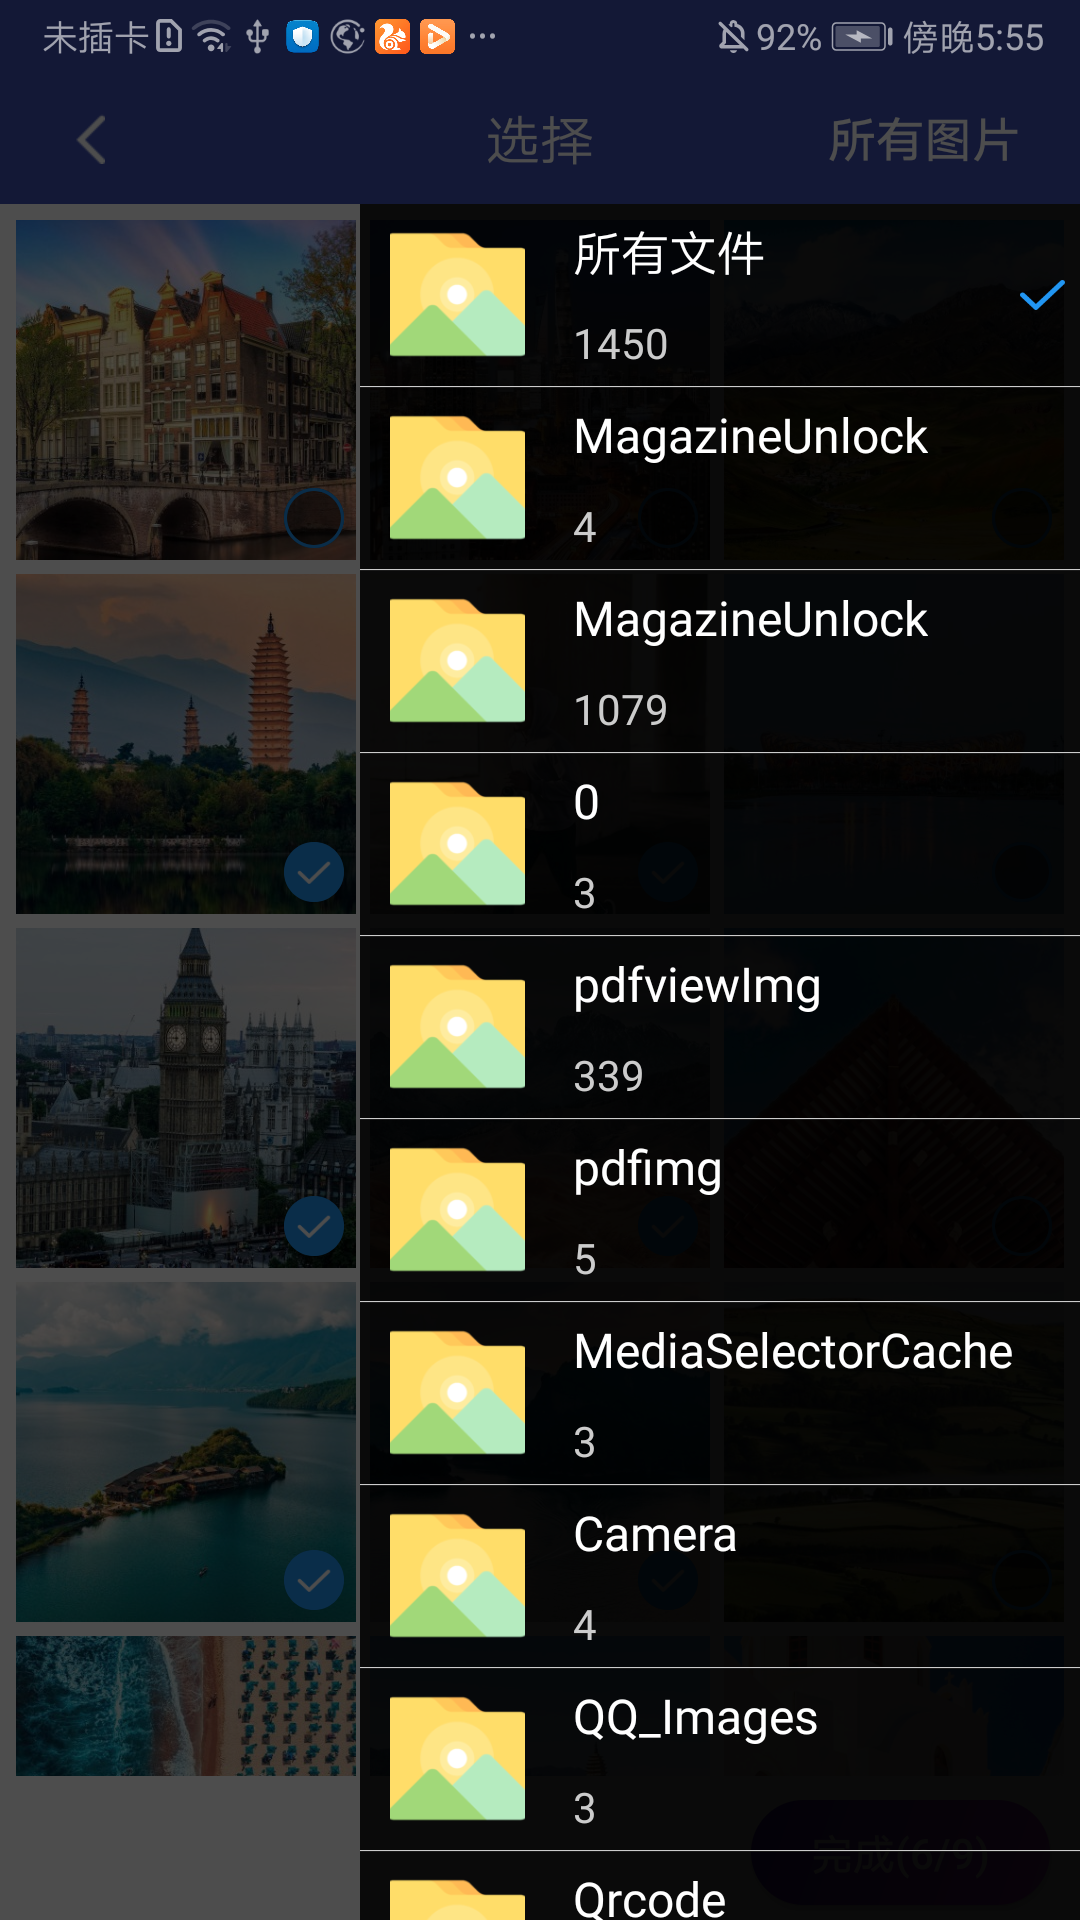 未插卡 92% 傍晚5:55
选择 所有图片
所有文件
1450
MagazineUnlock
4
MagazineUnlock
1079
0
3
pdfviewImg
339
pdfimg
5
MediaSelectorCache
3
Camera
4
QQ_Images
3
完成(6/9)
Qrcode